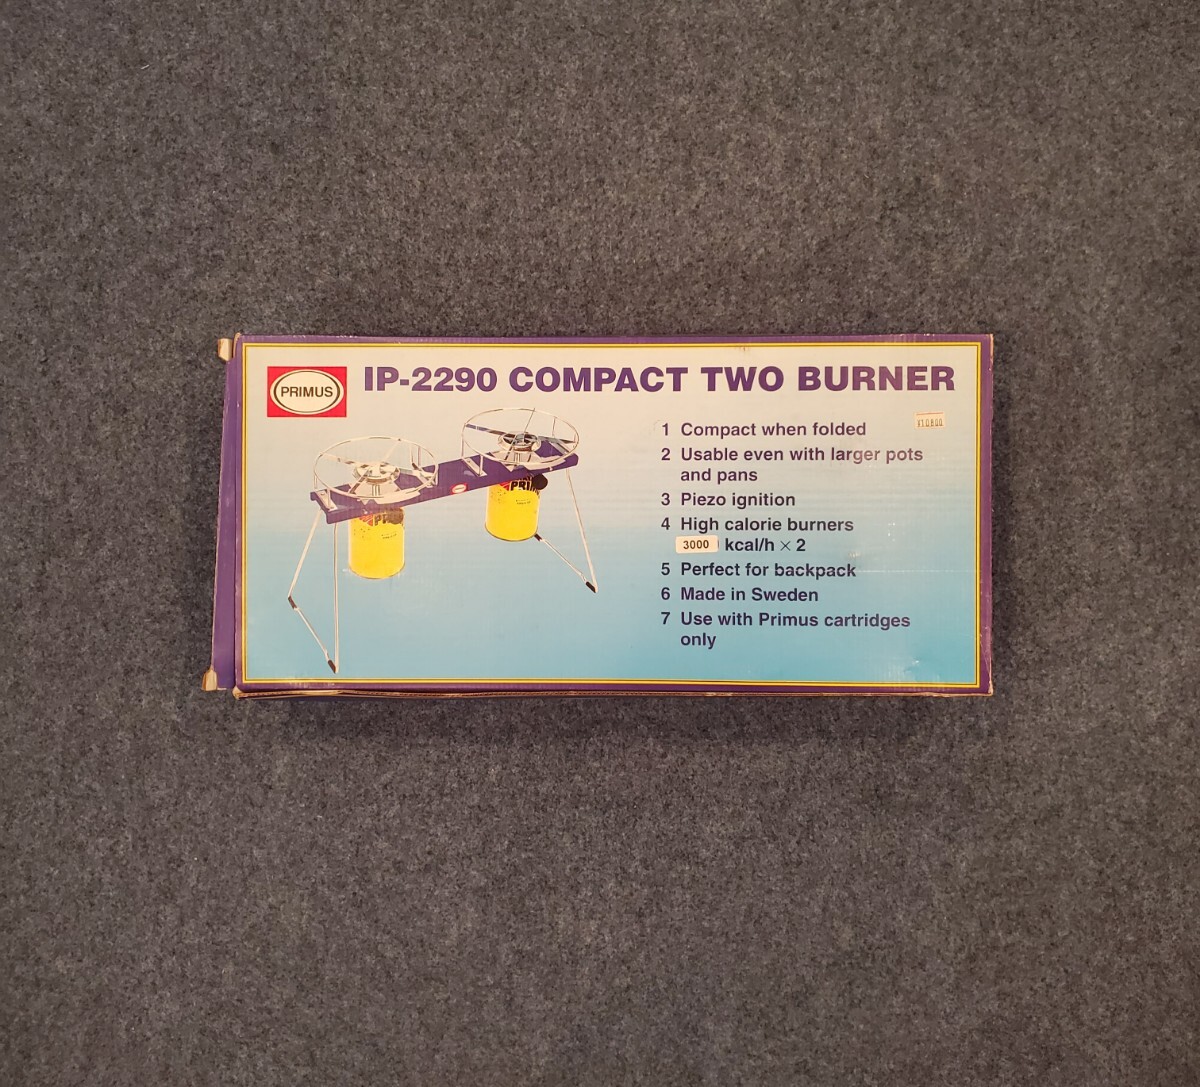 PRIMUS
IP-2290 COMPACT TWO BURNER
1 Compact when folded
¥10800
2 Usable even with larger pots
and pans
3 Piezo ignition
4 High calorie burners
3000 kcal/h × 2
5 Perfect for backpack
6 Made in Sweden
7 Use with Primus cartridges
only